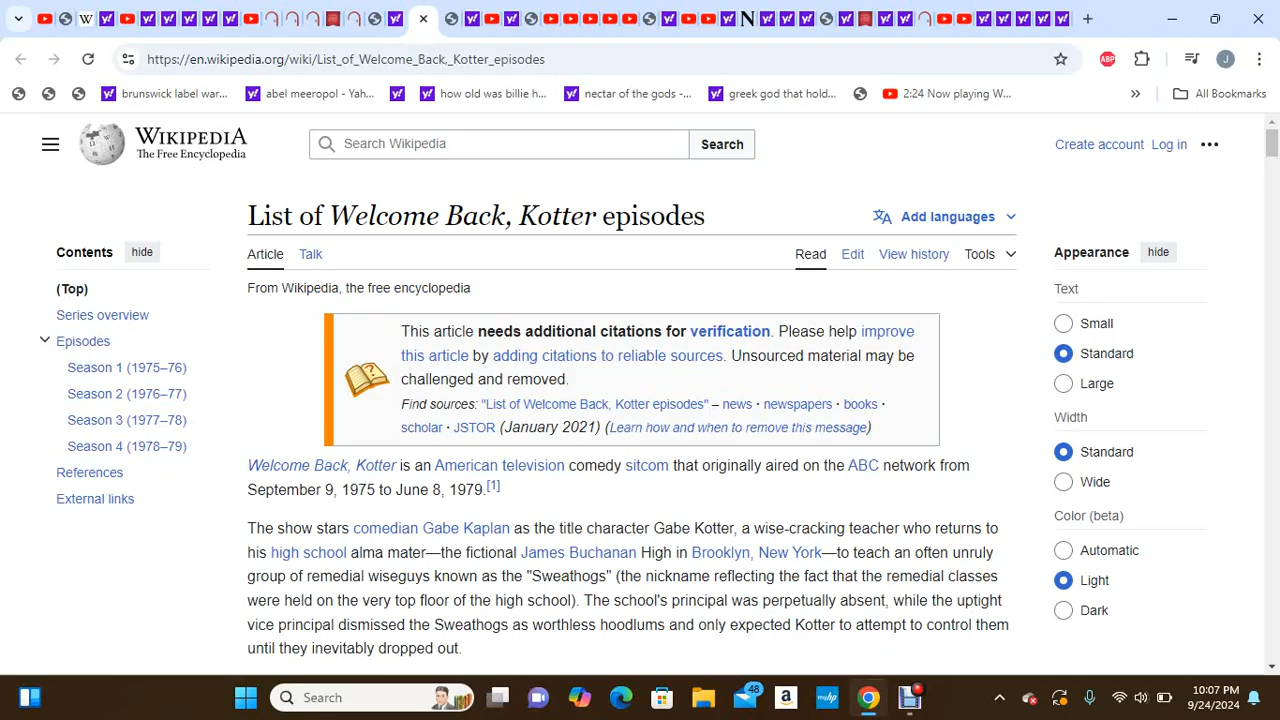 https://en.wikipedia.org/wiki/List_of_Welcome_Back,_Kotter_episodes
ABP
J
brunswick label war...
abel meeropol - Yah...
how old was billie h...
nectar of the gods -...
greek god that hold...
2:24 Now playing W...
»
All Bookmarks
WIKIPEDIA
The Free Encyclopedia
Search Wikipedia
Search
Create account
Log in
List of Welcome Back, Kotter episodes
Add languages
Contents
hide
(Top)
Series overview
Episodes
Season 1 (1975–76)
Season 2 (1976–77)
Season 3 (1977–78)
Season 4 (1978–79)
References
External links
Article
Talk
Read
Edit
View history
Tools
From Wikipedia, the free encyclopedia
This article needs additional citations for verification. Please help improve
this article by adding citations to reliable sources. Unsourced material may be
challenged and removed.
Find sources: "List of Welcome Back, Kotter episodes" – news · newspapers · books ·
scholar · JSTOR (January 2021) (Learn how and when to remove this message)
Welcome Back, Kotter is an American television comedy sitcom that originally aired on the ABC network from
September 9, 1975 to June 8, 1979.[1]
The show stars comedian Gabe Kaplan as the title character Gabe Kotter, a wise-cracking teacher who returns to
his high school alma mater—the fictional James Buchanan High in Brooklyn, New York—to teach an often unruly
group of remedial wiseguys known as the "Sweathogs" (the nickname reflecting the fact that the remedial classes
were held on the very top floor of the high school). The school's principal was perpetually absent, while the uptight
vice principal dismissed the Sweathogs as worthless hoodlums and only expected Kotter to attempt to control them
until they inevitably dropped out.
Appearance
hide
Text
Small
Standard
Large
Width
Standard
Wide
Color (beta)
Automatic
Light
Dark
Search
48
a
hp
10:07 PM
9/24/2024